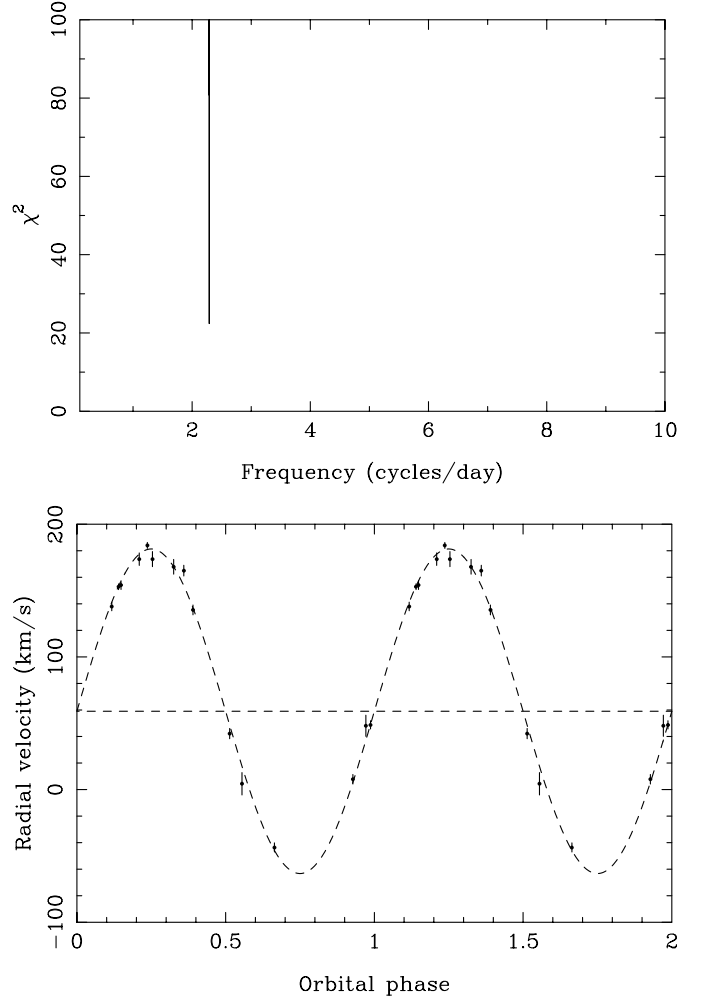 100
80
60
40
20
0
χ²
2 4 6 8 10
Frequency (cycles/day)
200
100
0
−100
Radial velocity (km/s)
0 0.5 1 1.5 2
Orbital phase